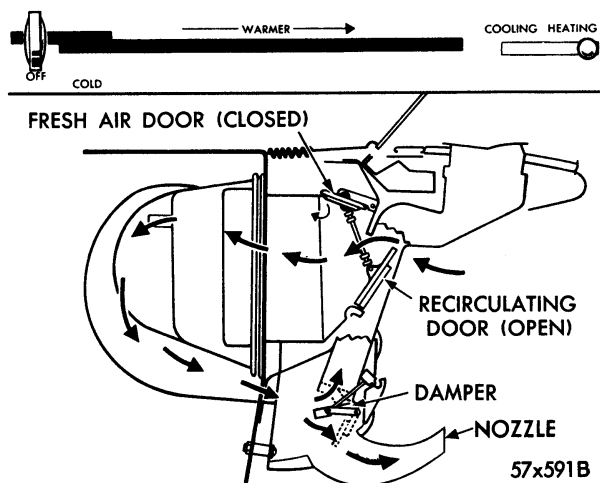 WARMER
COOLING HEATING
OFF
COLD
FRESH AIR DOOR (CLOSED)
RECIRCULATING
DOOR (OPEN)
DAMPER
NOZZLE
57x591B